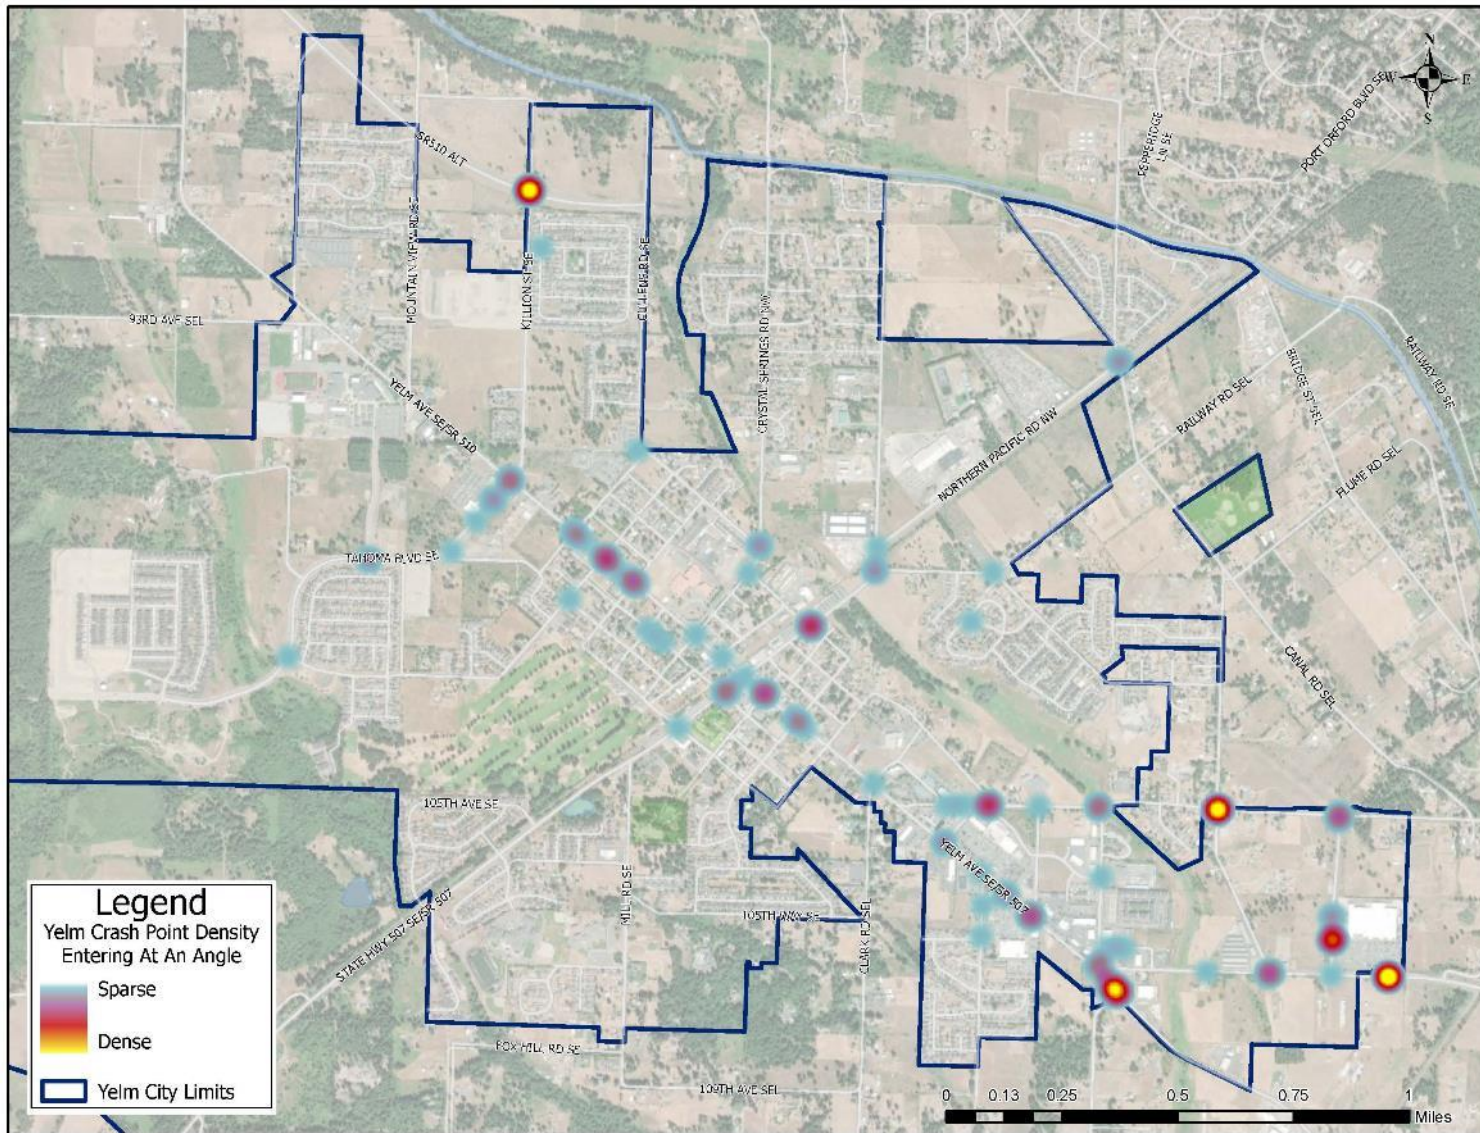 N
W E
S
PORT ORFORD BLVD SE
PEPPERIDGE
LN SE
SR510 ALT
MOUNTAIN VIEW RD SE
KILLION ST SE
CULLENS RD SE
93RD AVE SEL
CRYSTAL SPRINGS RD NW
RAILWAY RD SE
BRIDGE ST SEL
RAILWAY RD SEL
YELM AVE SE/SR 510
NORTHERN PACIFIC RD NW
FLUME RD SEL
TAHOMA BLVD SE
CANAL RD SEL
105TH AVE SE
YELM AVE SE/SR 507
MILL RD SE
105TH WAY SE
CLARK RD SEL
STATE HWY 507 SE/SR 507
FOX HILL RD SE
109TH AVE SEL
Legend
Yelm Crash Point Density
Entering At An Angle
Sparse
Dense
Yelm City Limits
0 0.13 0.25 0.5 0.75 1
Miles